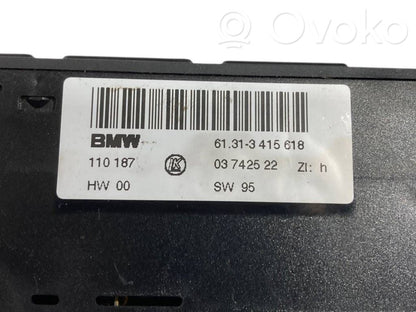 Ovoko
BMW 61.31-3 415 618
110 187 K 03 7425 22 ZI: h
HW 00 SW 95